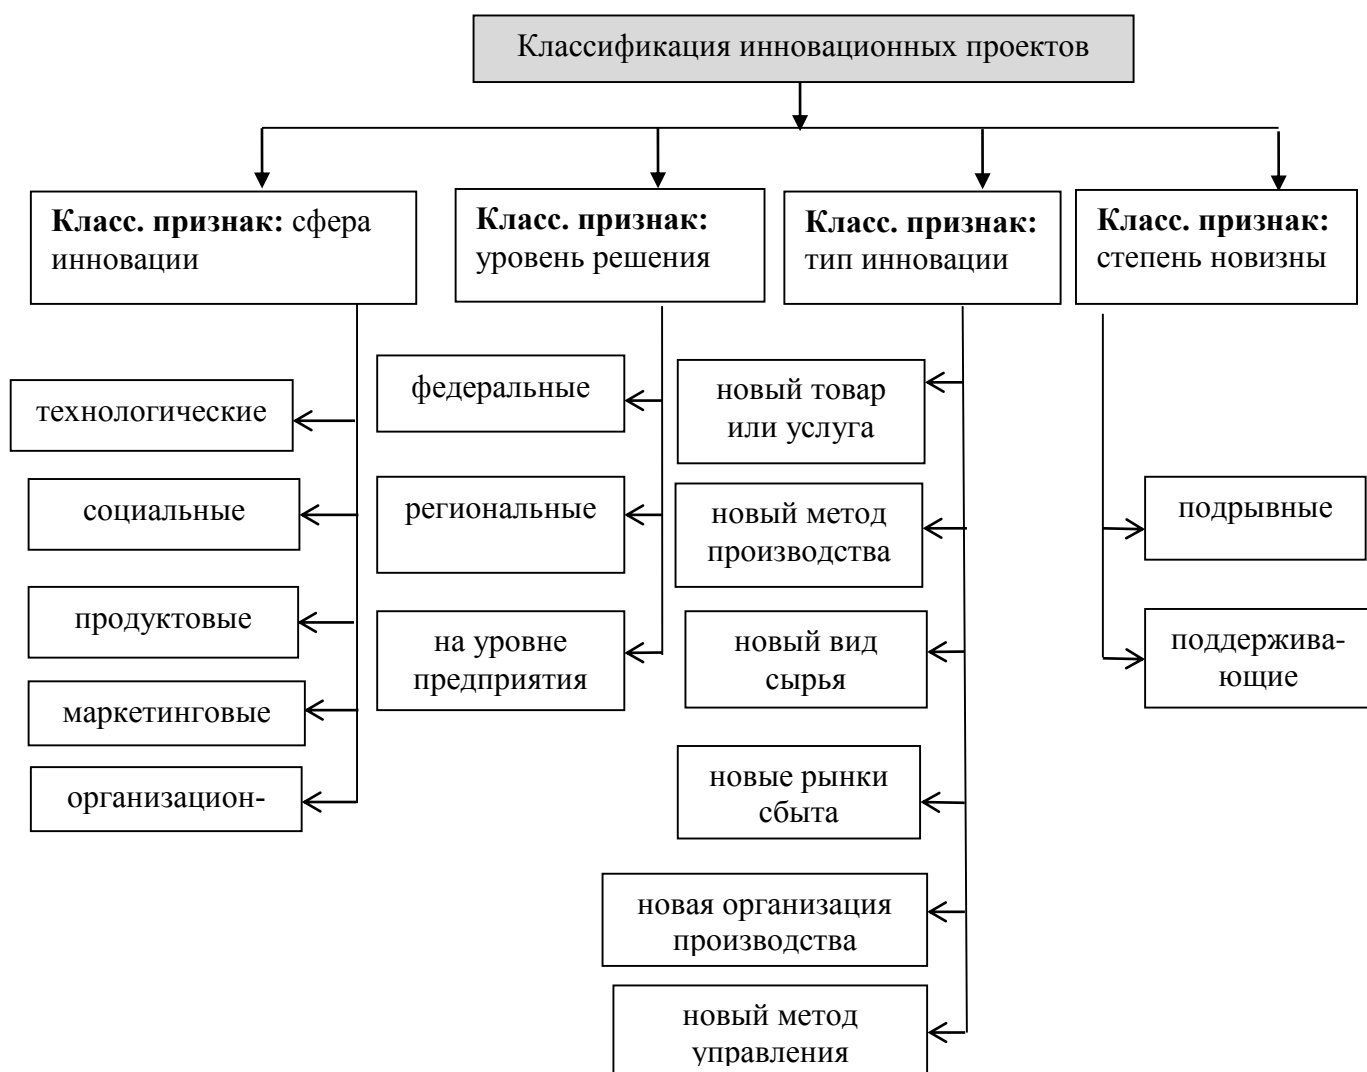 Классификация инновационных проектов
Класс. признак: сфера
инновации
Класс. признак:
уровень решения
Класс. признак:
тип инновации
Класс. признак:
степень новизны
технологические
социальные
продуктовые
маркетинговые
организацион-
федеральные
региональные
на уровне
предприятия
новый товар
или услуга
новый метод
производства
новый вид
сырья
новые рынки
сбыта
новая организация
производства
новый метод
управления
подрывные
поддержива-
ющие